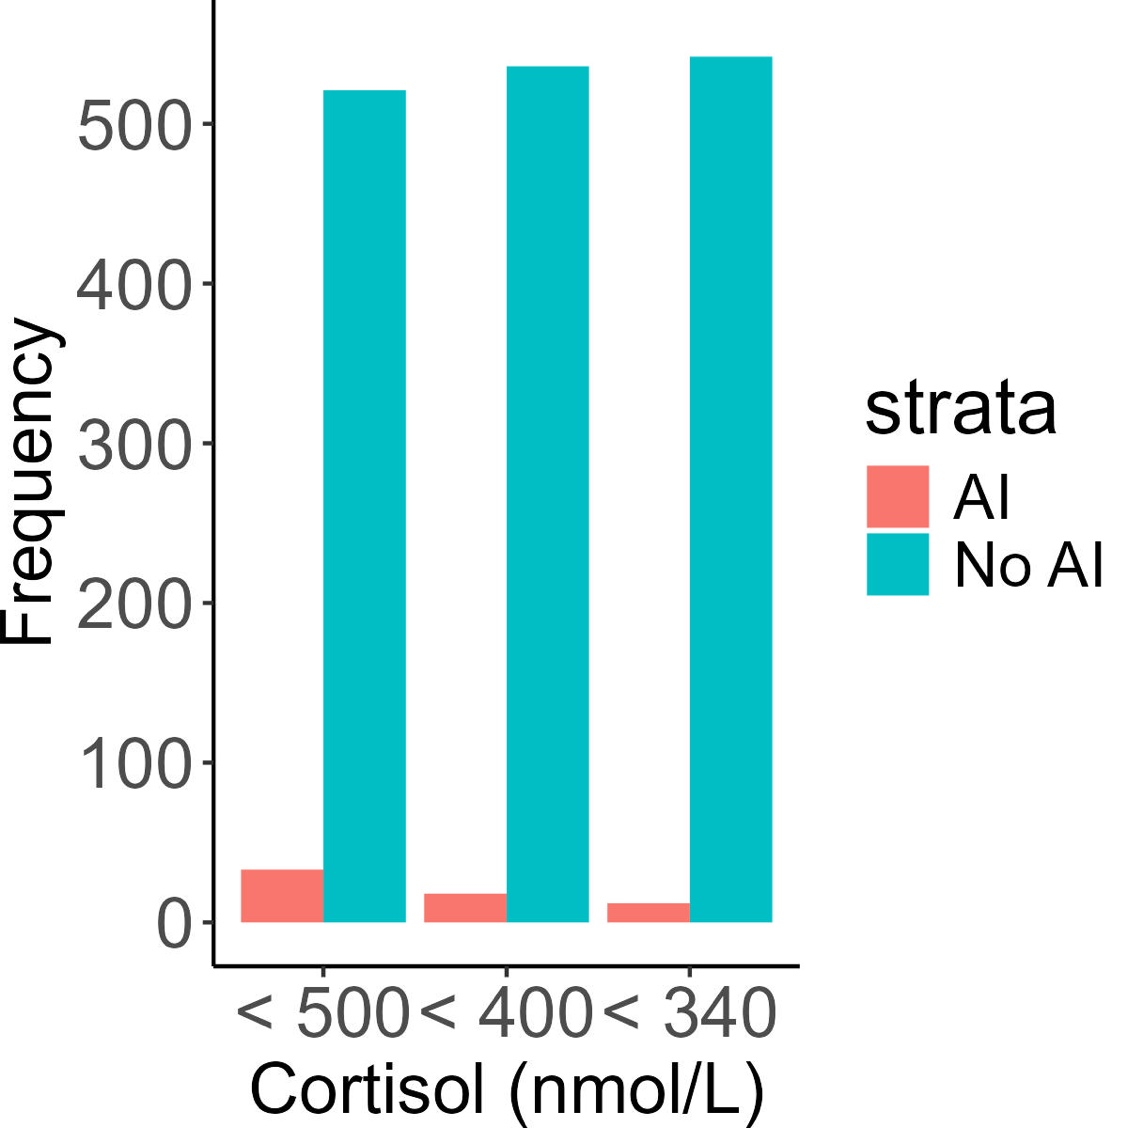 Frequency
500
400
300
200
100
0
< 500 < 400 < 340
Cortisol (nmol/L)
strata
AI
No AI